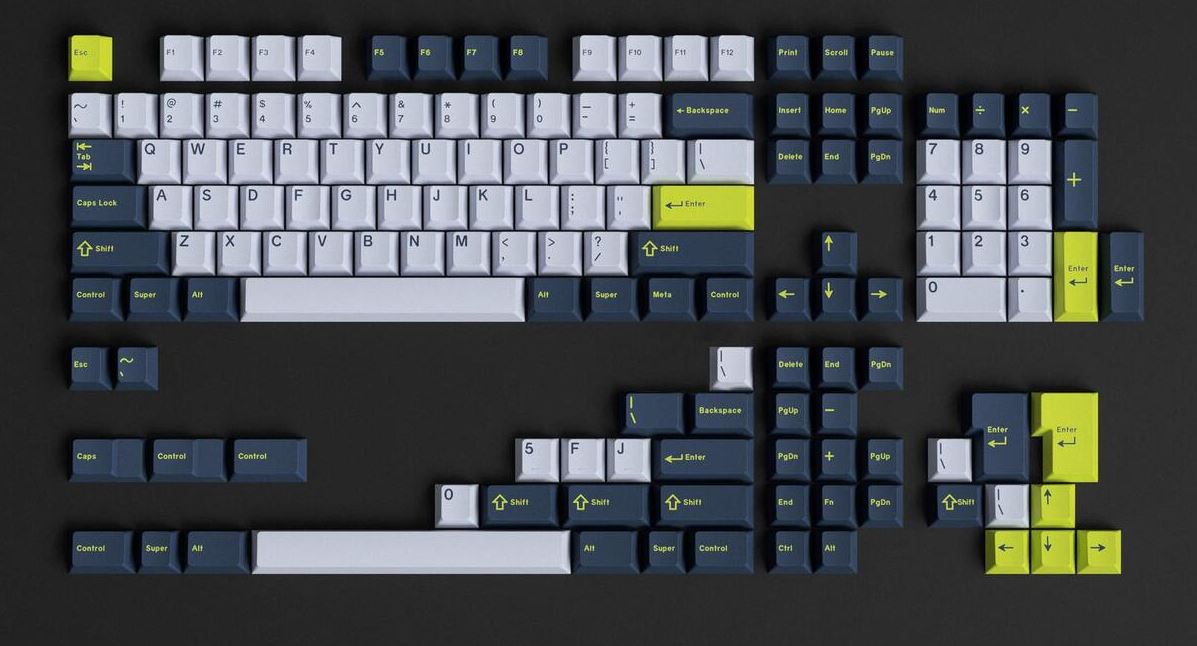 Esc F1 F2 F3 F4 F5 F6 F7 F8 F9 F10 F11 F12 Print Scroll Pause
~ ! @ # $ % ^ & * ( ) — +
` 1 2 3 4 5 6 7 8 9 0 - = ← Backspace Insert Home PgUp Num ÷ × −
⇤ Tab ⇥ Q W E R T Y U I O P { [ } ] | \ Delete End PgDn 7 8 9 +
Caps Lock A S D F G H J K L : ; " ' ↵ Enter 4 5 6
⇧ Shift Z X C V B N M < , > . ? / ⇧ Shift ↑ 1 2 3 Enter ↵ Enter ↵
Control Super Alt Alt Super Meta Control ← ↓ → 0 .
Esc ~ ` | \ Delete End PgDn
| \ Backspace PgUp − Enter ↵ Enter ↵
Caps Control Control 5 F J ↵ Enter PgDn + PgUp | \
0 ⇧ Shift ⇧ Shift ⇧ Shift End Fn PgDn ⇧ Shift | \ ↑
Control Super Alt Alt Super Control Ctrl Alt ← ↓ →